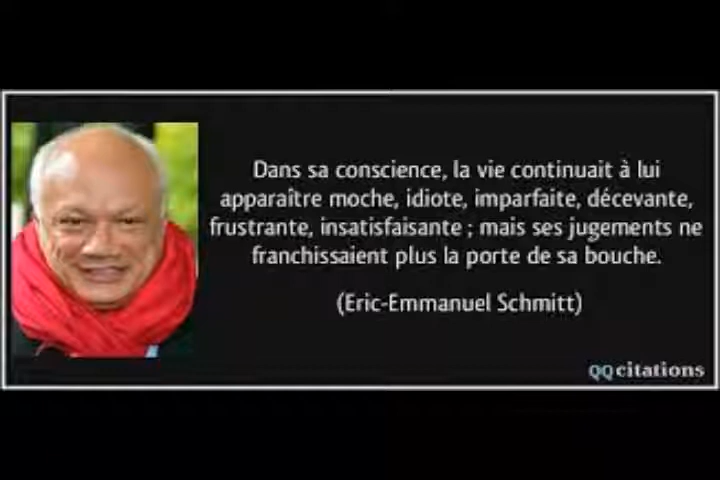 Dans sa conscience, la vie continuait à lui
apparaître moche, idiote, imparfaite, décevante,
frustrante, insatisfaisante ; mais ses jugements ne
franchissaient plus la porte de sa bouche.
(Eric-Emmanuel Schmitt)
QQcitations